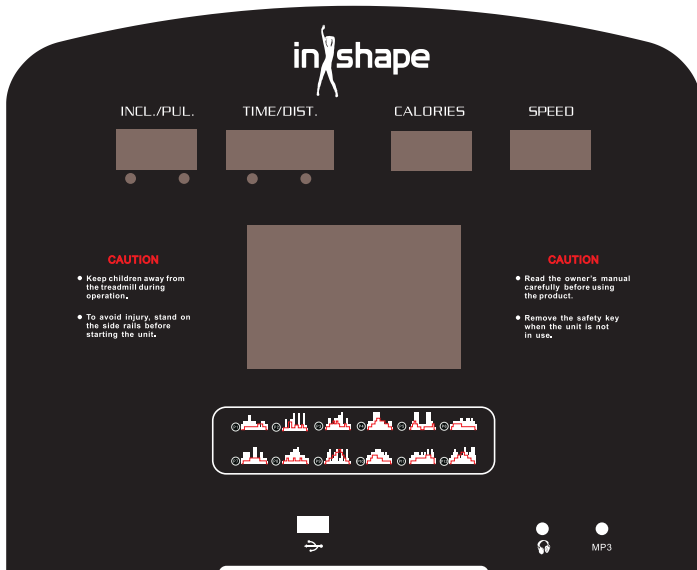 in shape
INCL./PUL. TIME/DIST. CALORIES SPEED
CAUTION
Keep children away from
the treadmill during
operation.
To avoid injury, stand on
the side rails before
starting the unit.
CAUTION
Read the owner's manual
carefully before using
the product.
Remove the safety key
when the unit is not
in use.
MP3